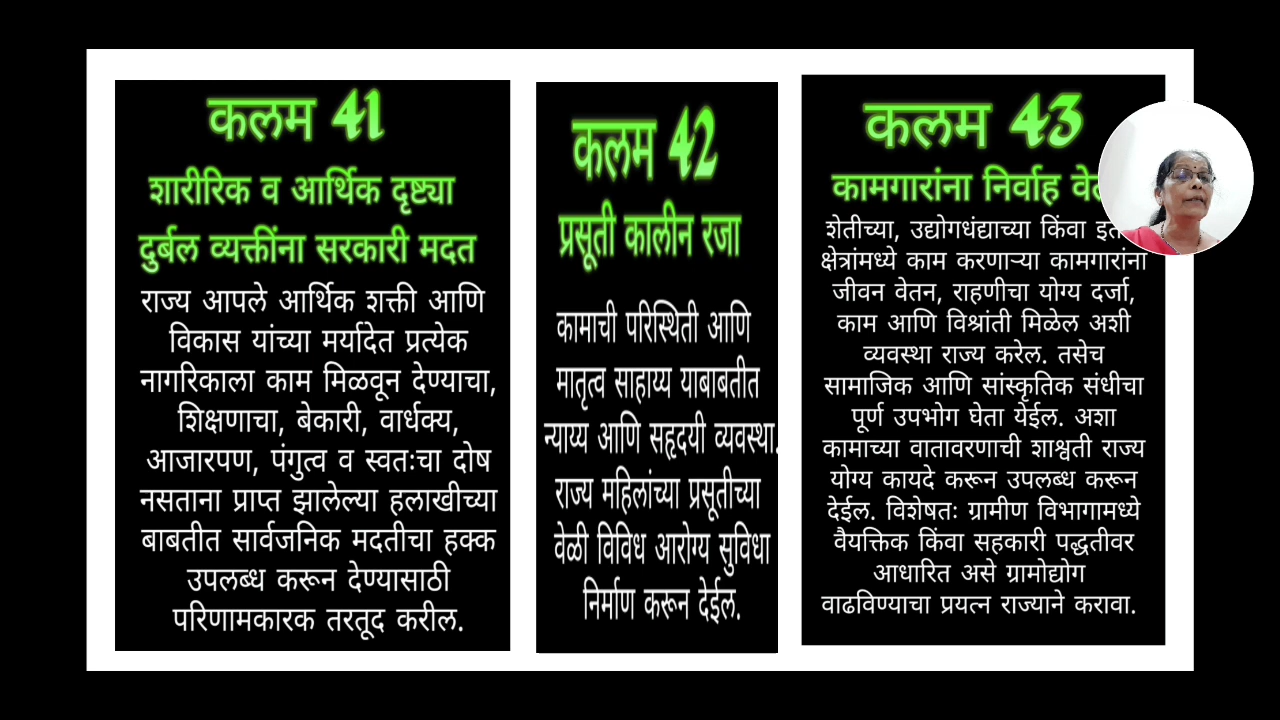 कलम 41
शारीरिक व आर्थिक दृष्ट्या
दुर्बल व्यक्तींना सरकारी मदत
राज्य आपले आर्थिक शक्ती आणि
विकास यांच्या मर्यादेत प्रत्येक
नागरिकाला काम मिळवून देण्याचा,
शिक्षणाचा, बेकारी, वार्धक्य,
आजारपण, पंगुत्व व स्वतःचा दोष
नसताना प्राप्त झालेल्या हलाखीच्या
बाबतीत सार्वजनिक मदतीचा हक्क
उपलब्ध करून देण्यासाठी
परिणामकारक तरतूद करील.
कलम 42
प्रसूती कालीन रजा
कामाची परिस्थिती आणि
मातृत्व साहाय्य याबाबतीत
न्याय्य आणि सहृदयी व्यवस्था.
राज्य महिलांच्या प्रसूतीच्या
वेळी विविध आरोग्य सुविधा
निर्माण करून देईल.
कलम 43
कामगारांना निर्वाह
शेतीच्या, उद्योगधंद्याच्या किंवा
क्षेत्रांमध्ये काम करणाऱ्या कामगारांना
जीवन वेतन, राहणीचा योग्य दर्जा,
काम आणि विश्रांती मिळेल अशी
व्यवस्था राज्य करेल. तसेच
सामाजिक आणि सांस्कृतिक संधीचा
पूर्ण उपभोग घेता येईल. अशा
कामाच्या वातावरणाची शाश्वती राज्य
योग्य कायदे करून उपलब्ध करून
देईल. विशेषतः ग्रामीण विभागामध्ये
वैयक्तिक किंवा सहकारी पद्धतीवर
आधारित असे ग्रामोद्योग
वाढविण्याचा प्रयत्न राज्याने करावा.